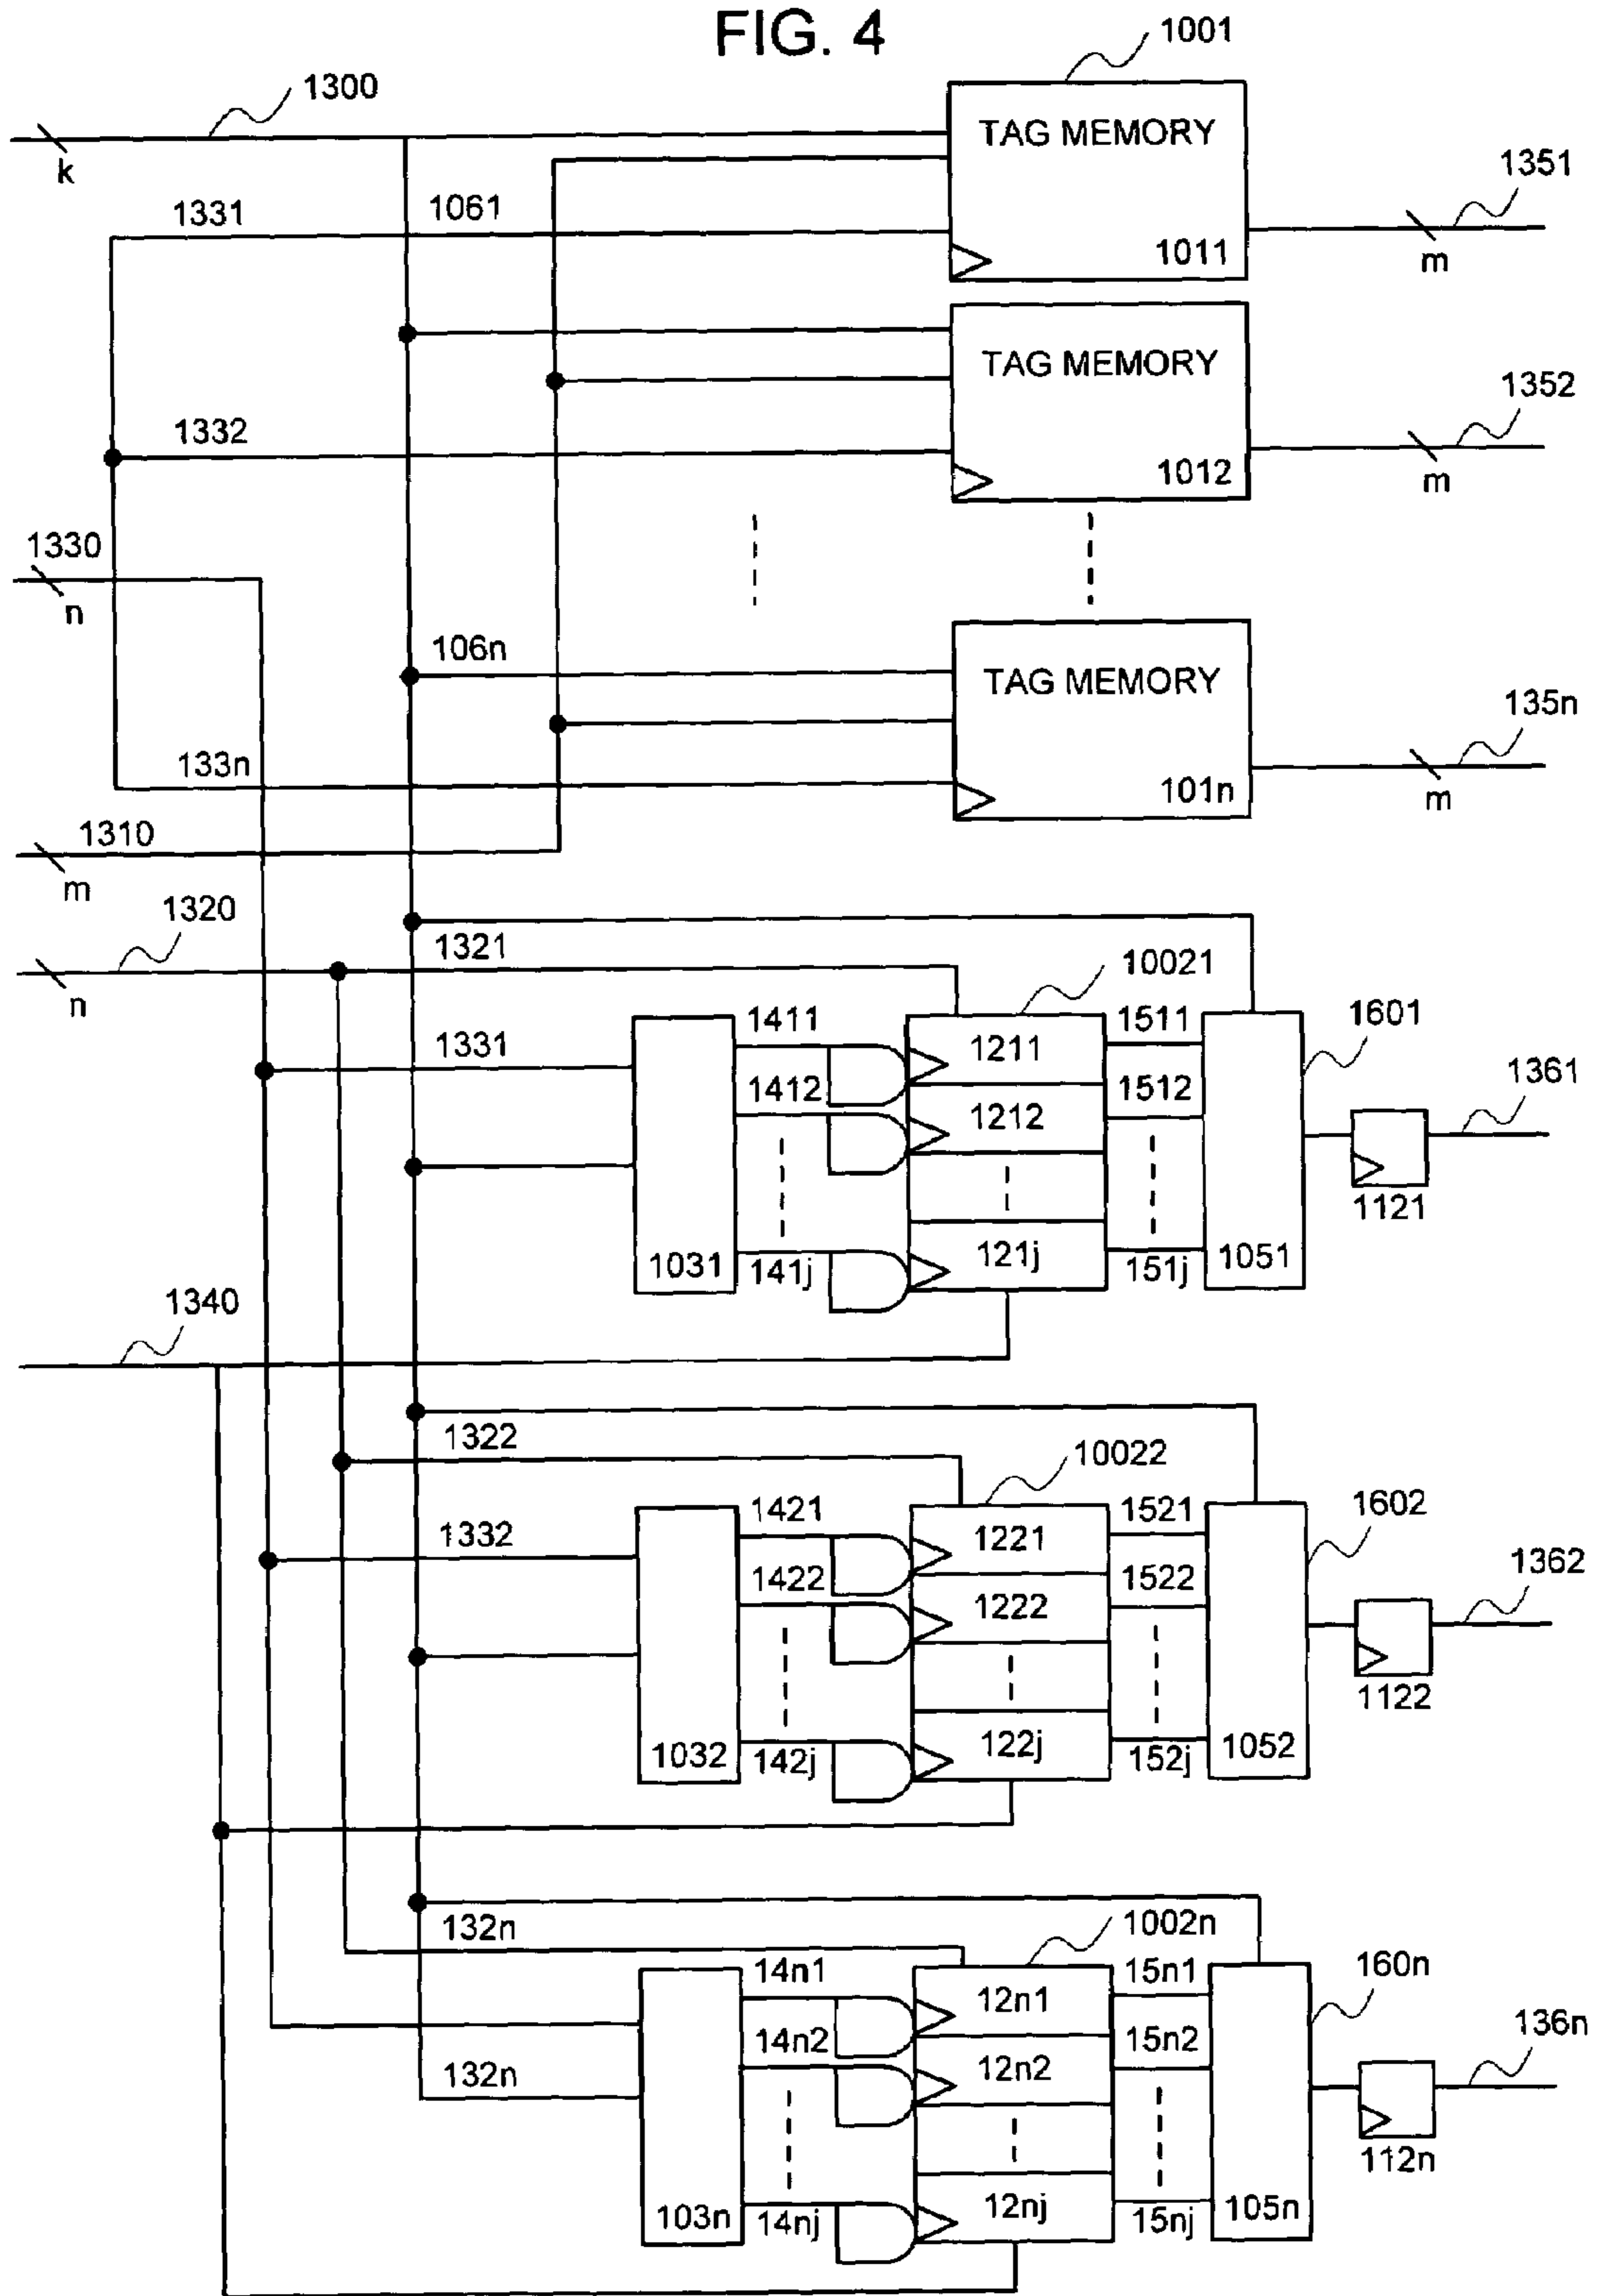 FIG. 4
1001
1300
k
TAG MEMORY
1351
1331
1061
1011
m
TAG MEMORY
1352
1332
1012
m
1330
n
106n
TAG MEMORY
135n
133n
101n
m
1310
m
1320
n
1321
10021
1411
1511
1601
1331
1211
1361
1412
1512
1212
1121
1031
141j
121j
151j
1051
1340
1322
10022
1421
1521
1602
1332
1221
1362
1422
1522
1222
1122
1032
142j
122j
152j
1052
132n
1002n
14n1
15n1
160n
12n1
136n
14n2
15n2
12n2
132n
112n
103n
14nj
12nj
15nj
105n